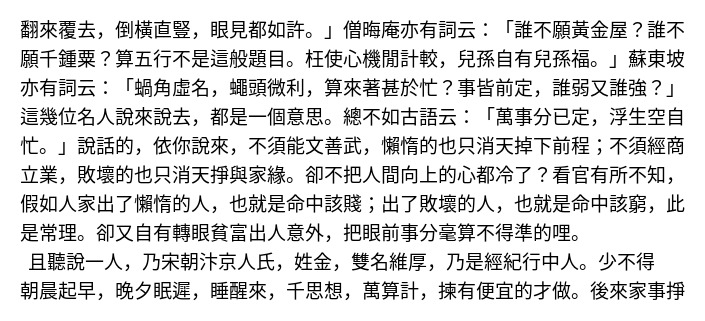 翻來覆去，倒橫直豎，眼見都如許。」僧晦庵亦有詞云：「誰不願黃金屋？誰不
願千鍾粟？算五行不是這般題目。枉使心機閒計較，兒孫自有兒孫福。」蘇東坡
亦有詞云：「蝸角虛名，蠅頭微利，算來著甚於忙？事皆前定，誰弱又誰強？」
這幾位名人說來說去，都是一個意思。總不如古語云：「萬事分已定，浮生空自
忙。」說話的，依你說來，不須能文善武，懶惰的也只消天掉下前程；不須經商
立業，敗壞的也只消天掙與家緣。卻不把人間向上的心都冷了？看官有所不知，
假如人家出了懶惰的人，也就是命中該賤；出了敗壞的人，也就是命中該窮，此
是常理。卻又自有轉眼貧富出人意外，把眼前事分毫算不得準的哩。
且聽說一人，乃宋朝汴京人氏，姓金，雙名維厚，乃是經紀行中人。少不得
朝晨起早，晚夕眠遲，睡醒來，千思想，萬算計，揀有便宜的才做。後來家事掙